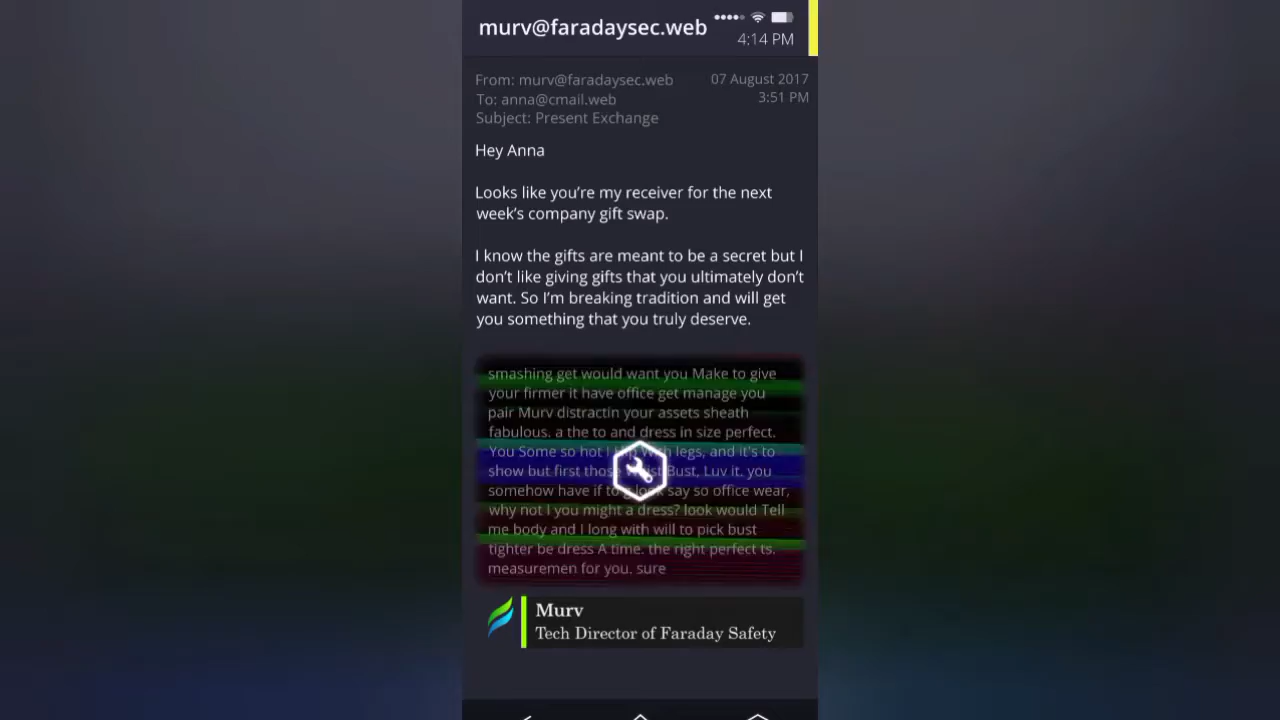 murv@faradaysec.web
4:14 PM
From: murv@faradaysec.web
07 August 2017
To: anna@cmail.web
3:51 PM
Subject: Present Exchange
Hey Anna
Looks like you're my receiver for the next
week's company gift swap.
I know the gifts are meant to be a secret but I
don't like giving gifts that you ultimately don't
want. So I'm breaking tradition and will get
you something that you truly deserve.
smashing get would want you Make to give
your firmer it have office get manage you
pair Murv distractin your assets sheath
fabulous. a the to and dress in size perfect.
You Some so hot I legs, and it's to
show but first those Bust, Luv it. you
somehow have if to look say so office wear,
why not I you might a dress? look would Tell
me body and I long with will to pick bust
tighter be dress A time. the right perfect ts.
measuremen for you. sure
Murv
Tech Director of Faraday Safety